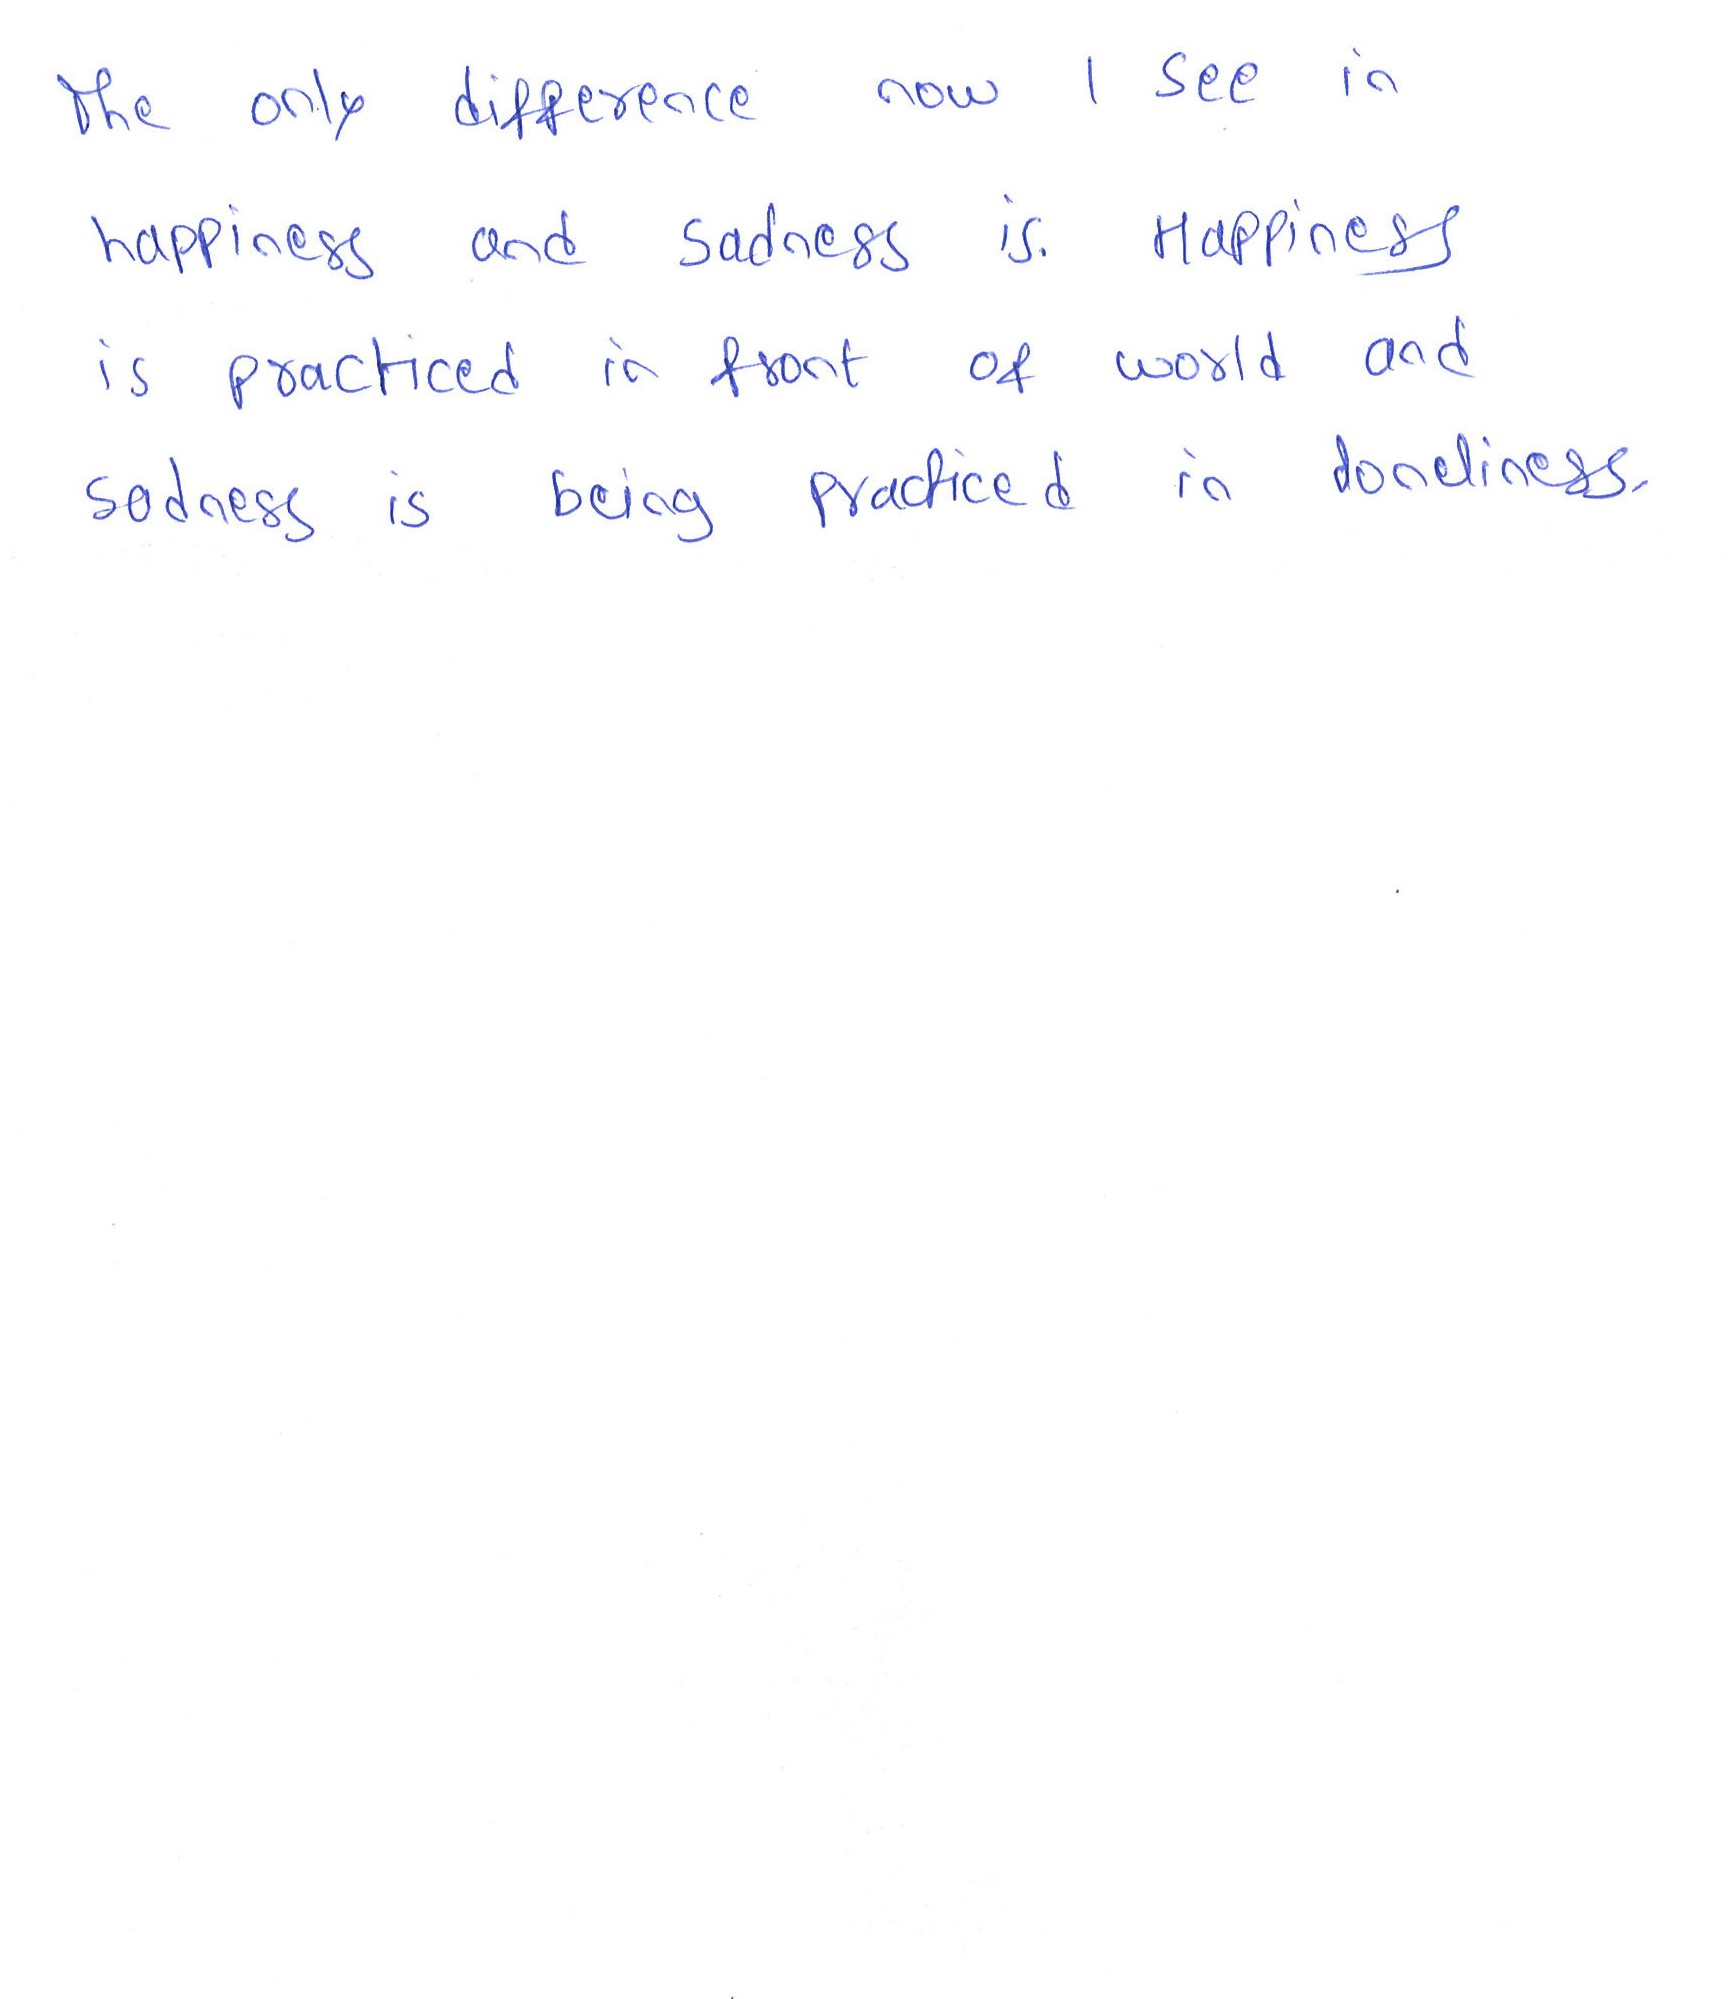 The only difference now I see in
happiness and sadness is. Happiness
is practiced in front of world and
sadness is being practiced in loneliness.